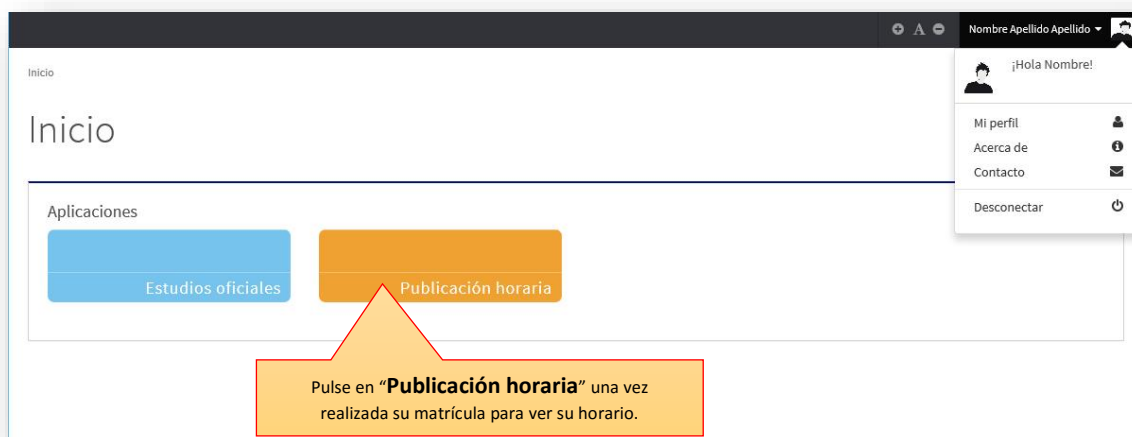 A Nombre Apellido Apellido
¡Hola Nombre!
Inicio
Inicio
Mi perfil
Acerca de
Contacto
Desconectar
Aplicaciones
Estudios oficiales
Publicación horaria
Pulse en “Publicación horaria” una vez
realizada su matrícula para ver su horario.